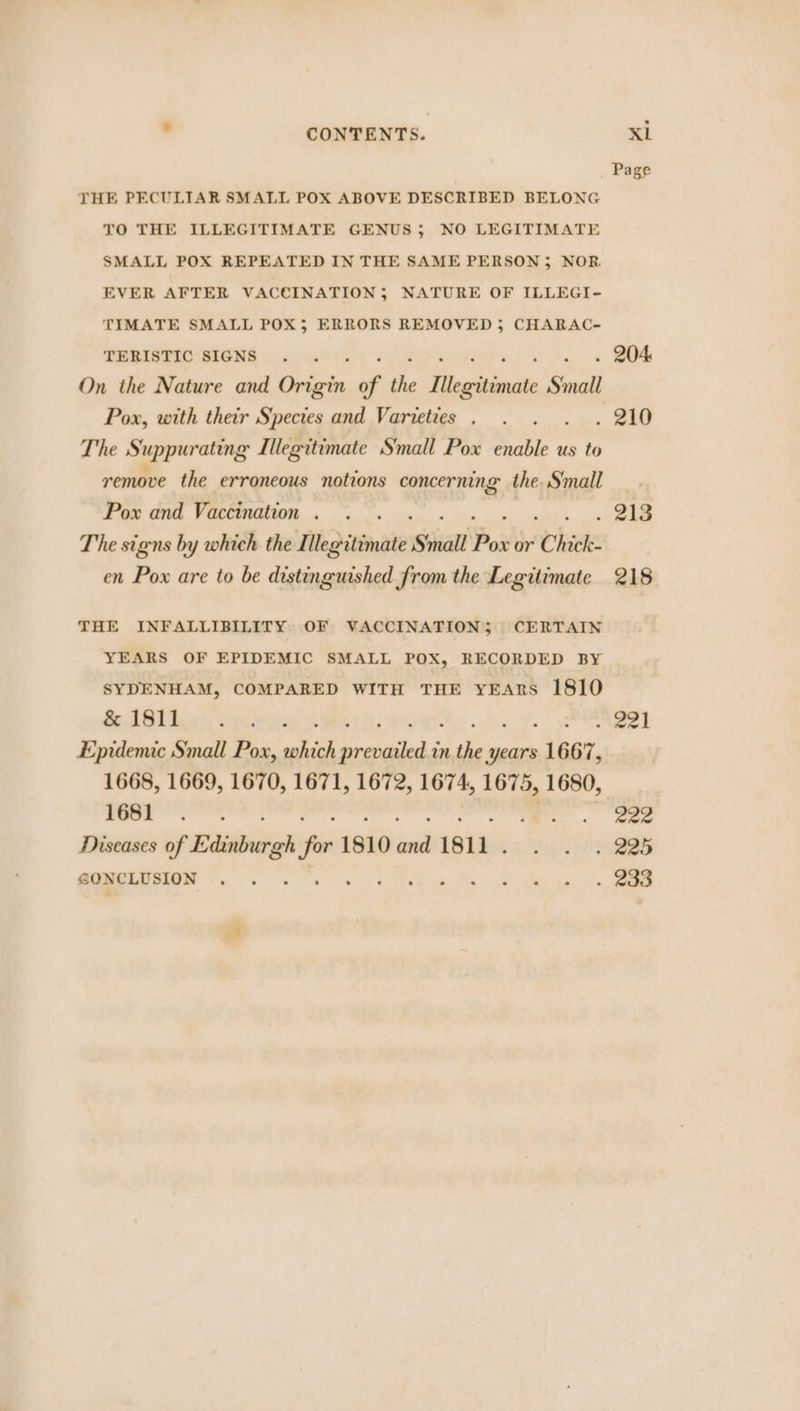 CONTENTS. xi
Page
THE PECULIAR SMALL POX ABOVE DESCRIBED BELONG
TO THE ILLEGITIMATE GENUS; NO LEGITIMATE
SMALL POX REPEATED IN THE SAME PERSON; NOR
EVER AFTER VACCINATION; NATURE OF ILLEGI-
TIMATE SMALL POX; ERRORS REMOVED; CHARAC-
TERISTIC SIGNS . . . . . . . . . . . 204
On the Nature and Origin of the Illegitimate Small
Pox, with their Species and Varieties . . . . . 210
The Suppurating Illegitimate Small Pox enable us to
remove the erroneous notions concerning the Small
Pox and Vaccination . . . . . . . . . . 213
The signs by which the Illegitimate Small Pox or Chick-
en Pox are to be distinguished from the Legitimate 218
THE INFALLIBILITY OF VACCINATION; CERTAIN
YEARS OF EPIDEMIC SMALL POX, RECORDED BY
SYDENHAM, COMPARED WITH THE YEARS 1810
& 1811 . . . . . . . . . . . . 221
Epidemic Small Pox, which prevailed in the years 1667,
1668, 1669, 1670, 1671, 1672, 1674, 1675, 1680,
1681 . . . . . . . . . . . . 222
Diseases of Edinburgh for 1810 and 1811 . . . . 225
CONCLUSION . . . . . . . . . . . . 233